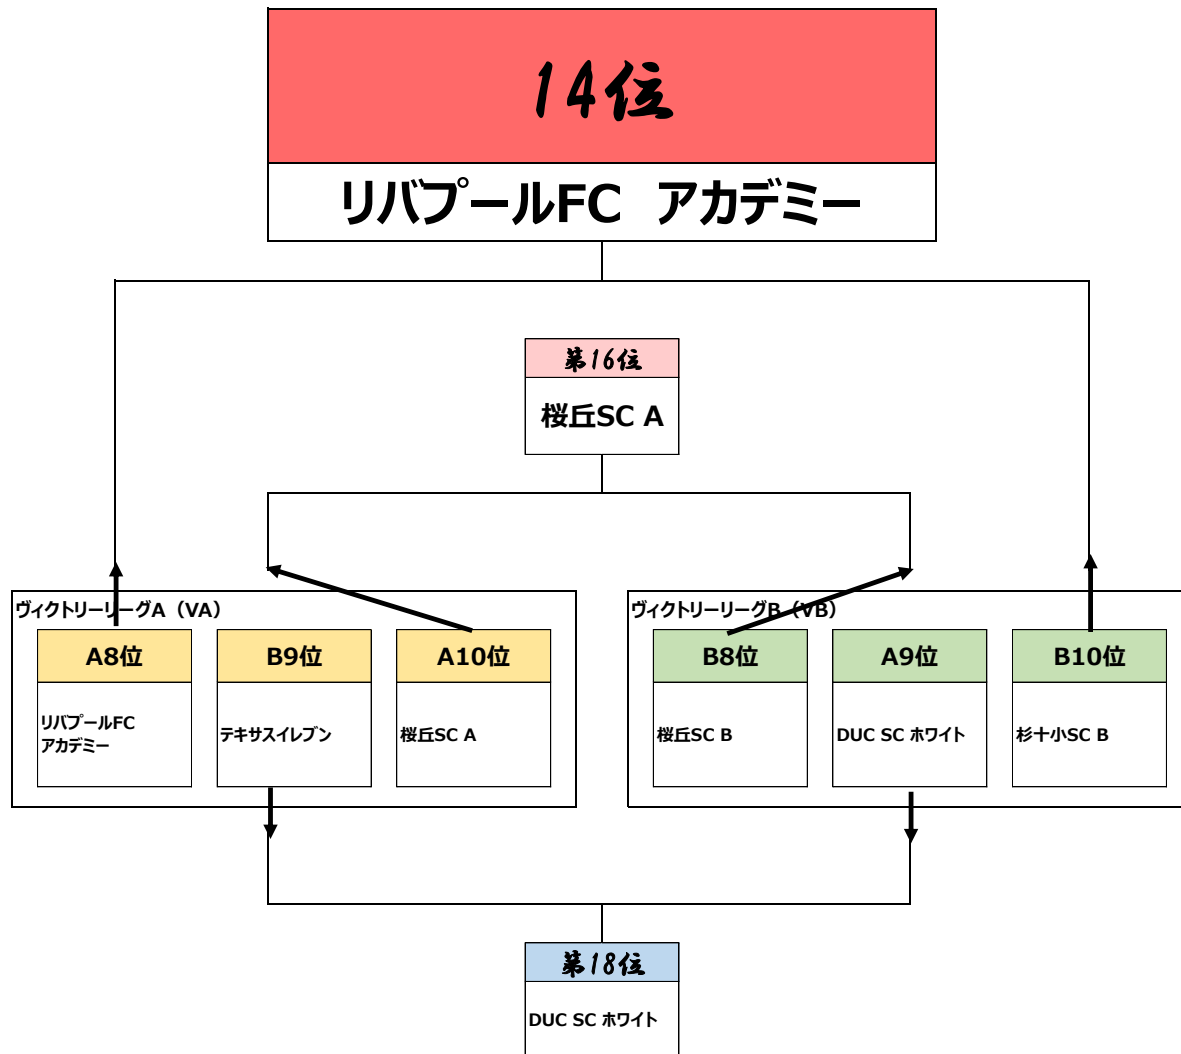 14位
リバプールFC　アカデミー
第16位
桜丘SC A
ヴィクトリーリーグA（VA）
A8位
B9位
A10位
リバプールFC
アカデミー
テキサスイレブン
桜丘SC A
ヴィクトリーリーグB（VB）
B8位
A9位
B10位
桜丘SC B
DUC SC ホワイト
杉十小SC B
第18位
DUC SC ホワイト